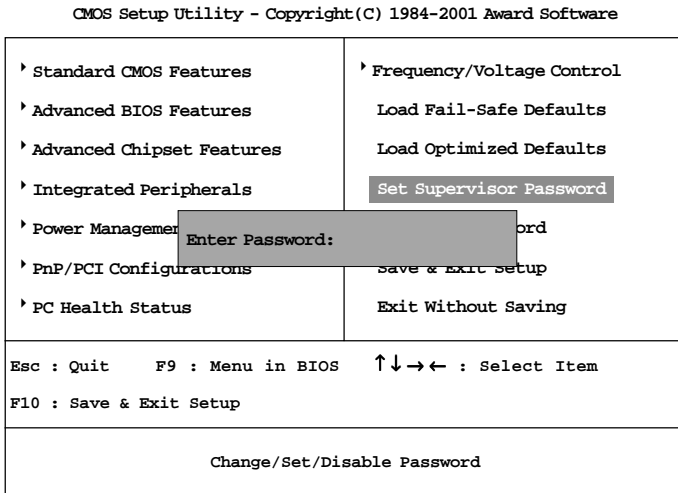 CMOS Setup Utility - Copyright(C) 1984-2001 Award Software
Standard CMOS Features
Advanced BIOS Features
Advanced Chipset Features
Integrated Peripherals
Power Managemen
PnP/PCI Configurations
PC Health Status
Frequency/Voltage Control
Load Fail-Safe Defaults
Load Optimized Defaults
Set Supervisor Password
ord
Save & Exit Setup
Exit Without Saving
Enter Password:
Esc : Quit F9 : Menu in BIOS ↑↓→← : Select Item
F10 : Save & Exit Setup
Change/Set/Disable Password